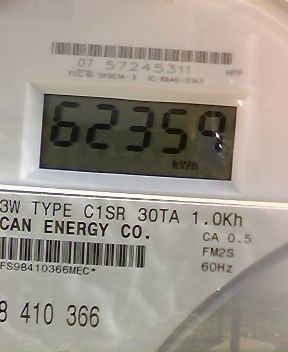 07 57245311 HPP
62359
kWh
3W TYPE C1SR 30TA 1.0Kh
CAN ENERGY CO. CA 0.5
FM2S
FS98410366MEC* 60Hz
8 410 366